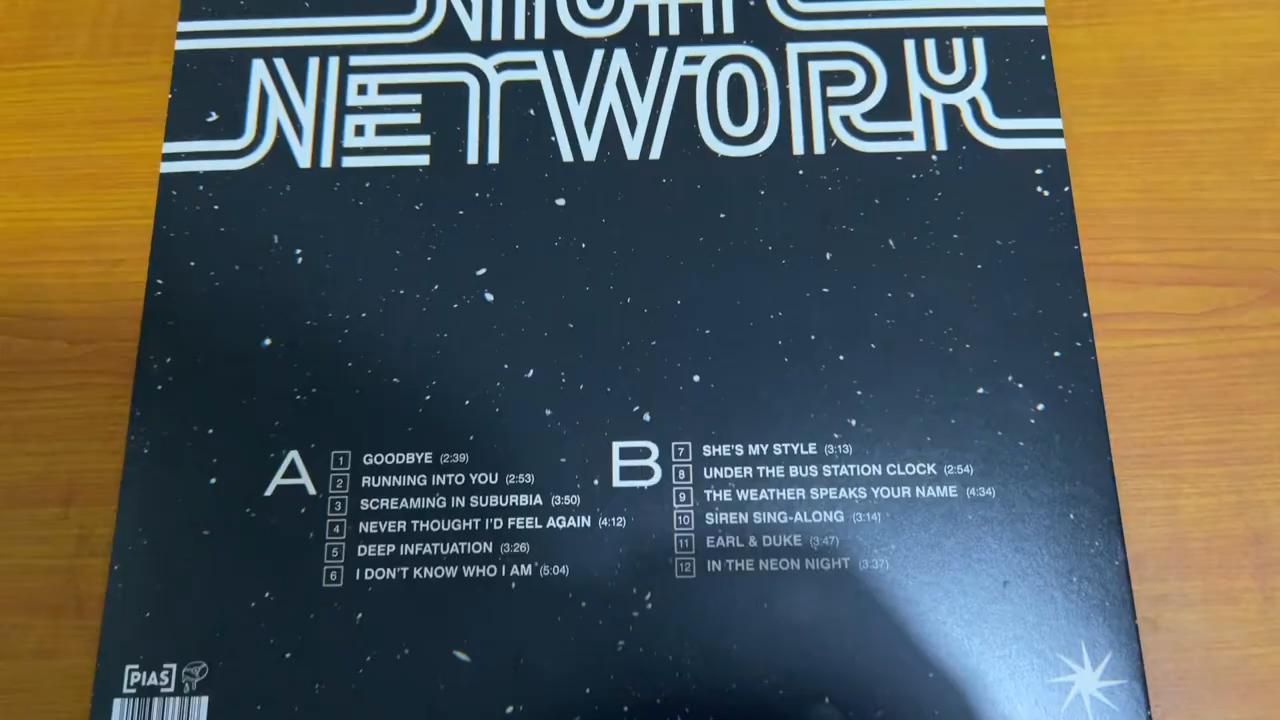 NIGHT
NETWORK
A
1 GOODBYE (2:39)
2 RUNNING INTO YOU (2:53)
3 SCREAMING IN SUBURBIA (3:50)
4 NEVER THOUGHT I'D FEEL AGAIN (4:12)
5 DEEP INFATUATION (3:26)
6 I DON'T KNOW WHO I AM (5:04)
B
7 SHE'S MY STYLE (3:13)
8 UNDER THE BUS STATION CLOCK (2:54)
9 THE WEATHER SPEAKS YOUR NAME (4:34)
10 SIREN SING-ALONG (3:14)
11 EARL & DUKE (3:47)
12 IN THE NEON NIGHT (3:37)
[PIAS]